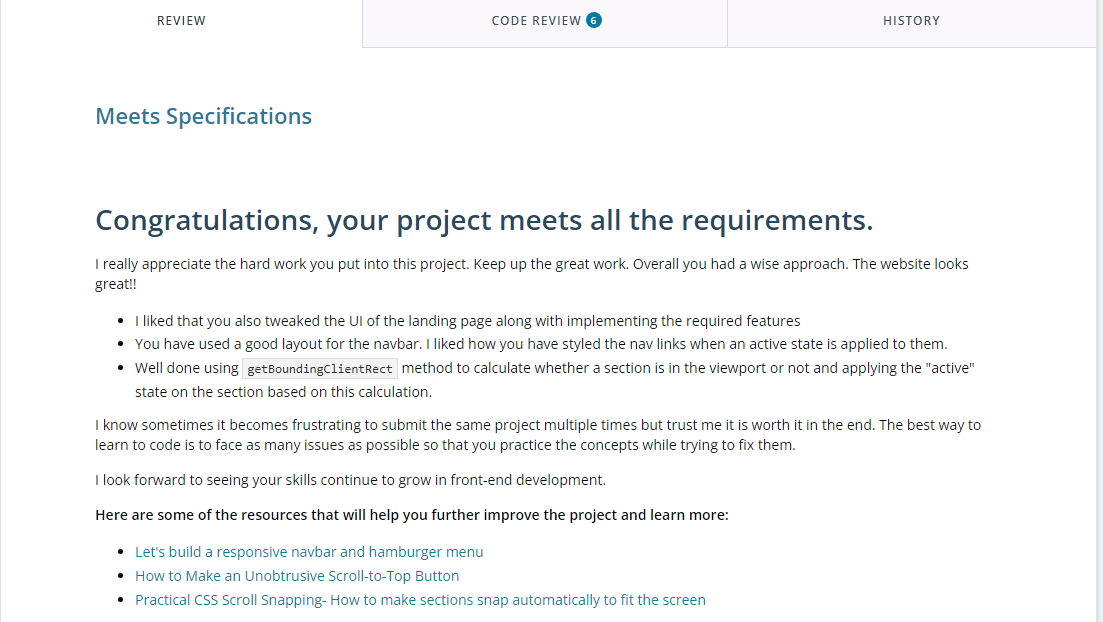 REVIEW
CODE REVIEW 6
HISTORY
Meets Specifications
Congratulations, your project meets all the requirements.
I really appreciate the hard work you put into this project. Keep up the great work. Overall you had a wise approach. The website looks
great!!
I liked that you also tweaked the UI of the landing page along with implementing the required features
You have used a good layout for the navbar. I liked how you have styled the nav links when an active state is applied to them.
Well done using getBoundingClientRect method to calculate whether a section is in the viewport or not and applying the "active"
state on the section based on this calculation.
I know sometimes it becomes frustrating to submit the same project multiple times but trust me it is worth it in the end. The best way to
learn to code is to face as many issues as possible so that you practice the concepts while trying to fix them.
I look forward to seeing your skills continue to grow in front-end development.
Here are some of the resources that will help you further improve the project and learn more:
Let's build a responsive navbar and hamburger menu
How to Make an Unobtrusive Scroll-to-Top Button
Practical CSS Scroll Snapping- How to make sections snap automatically to fit the screen